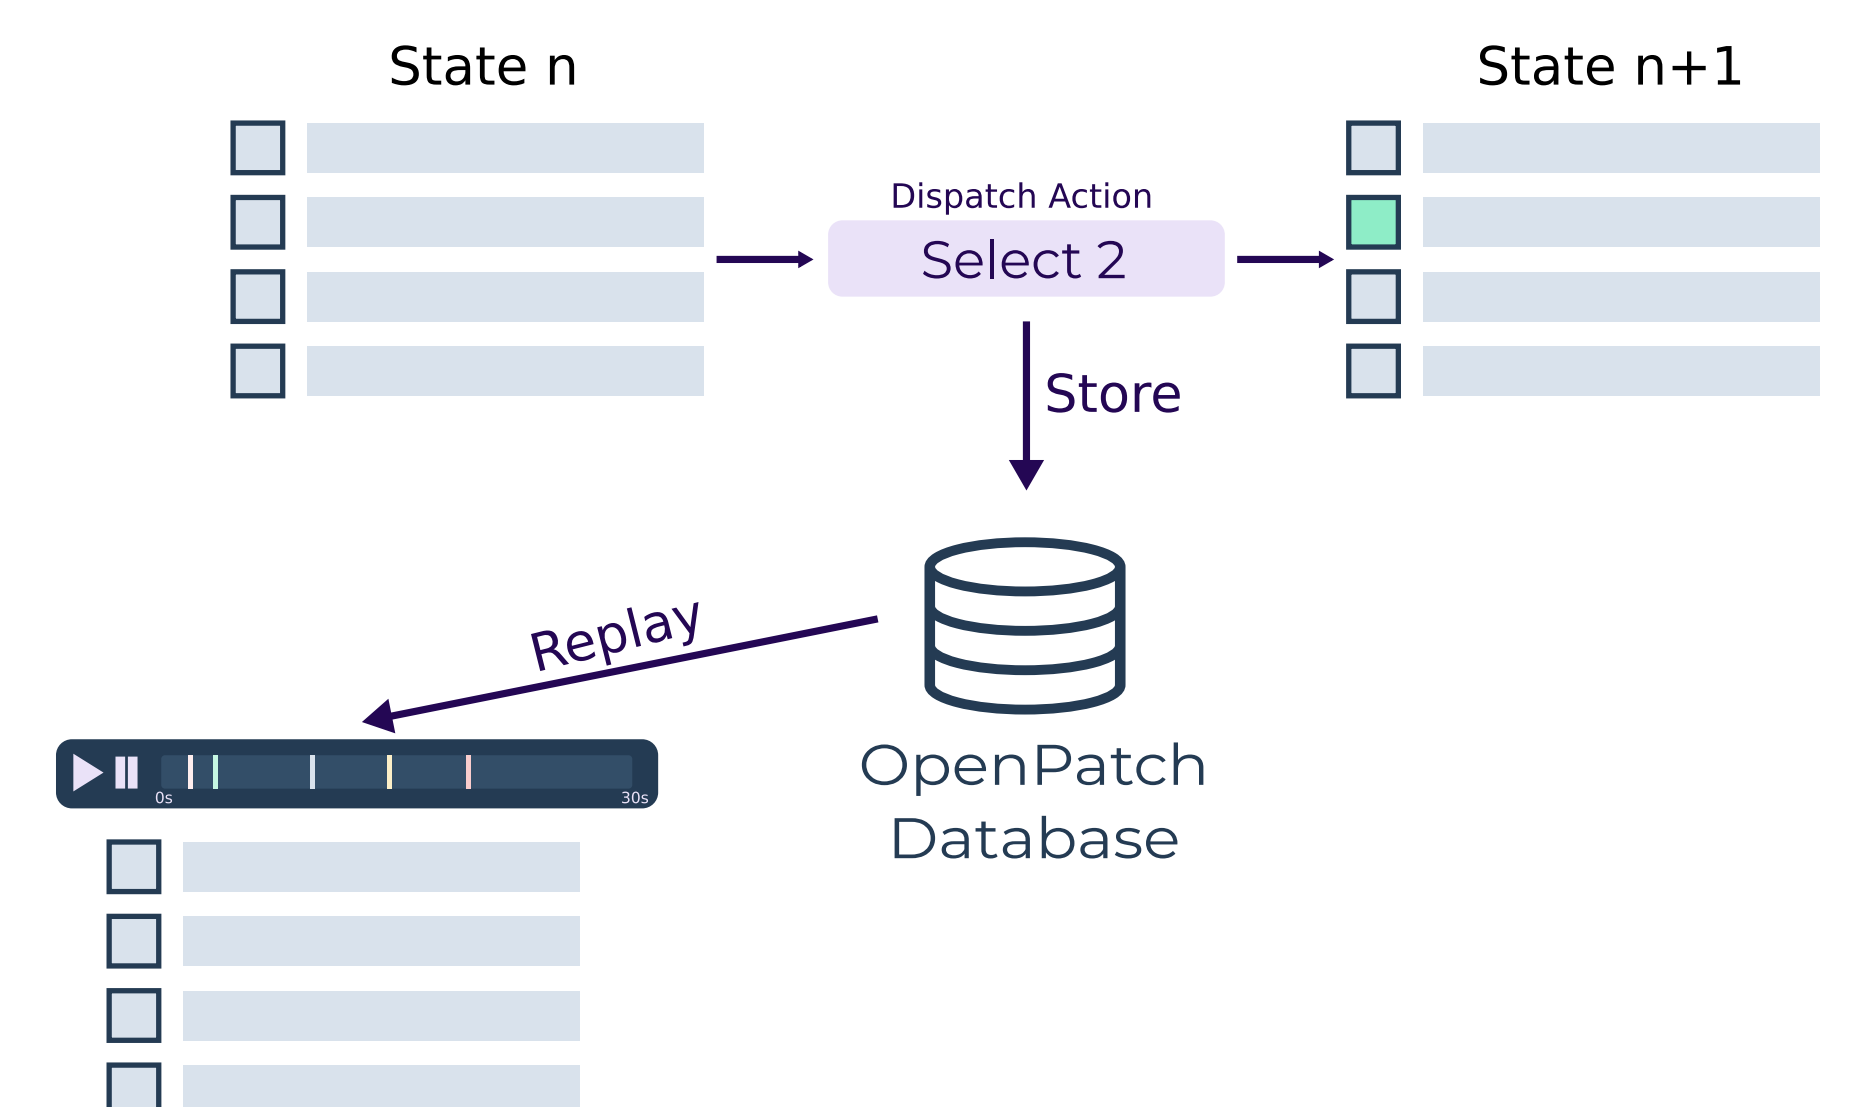 State n
State n+1
Dispatch Action
Select 2
Store
Replay
OpenPatch
Database
0s
30s